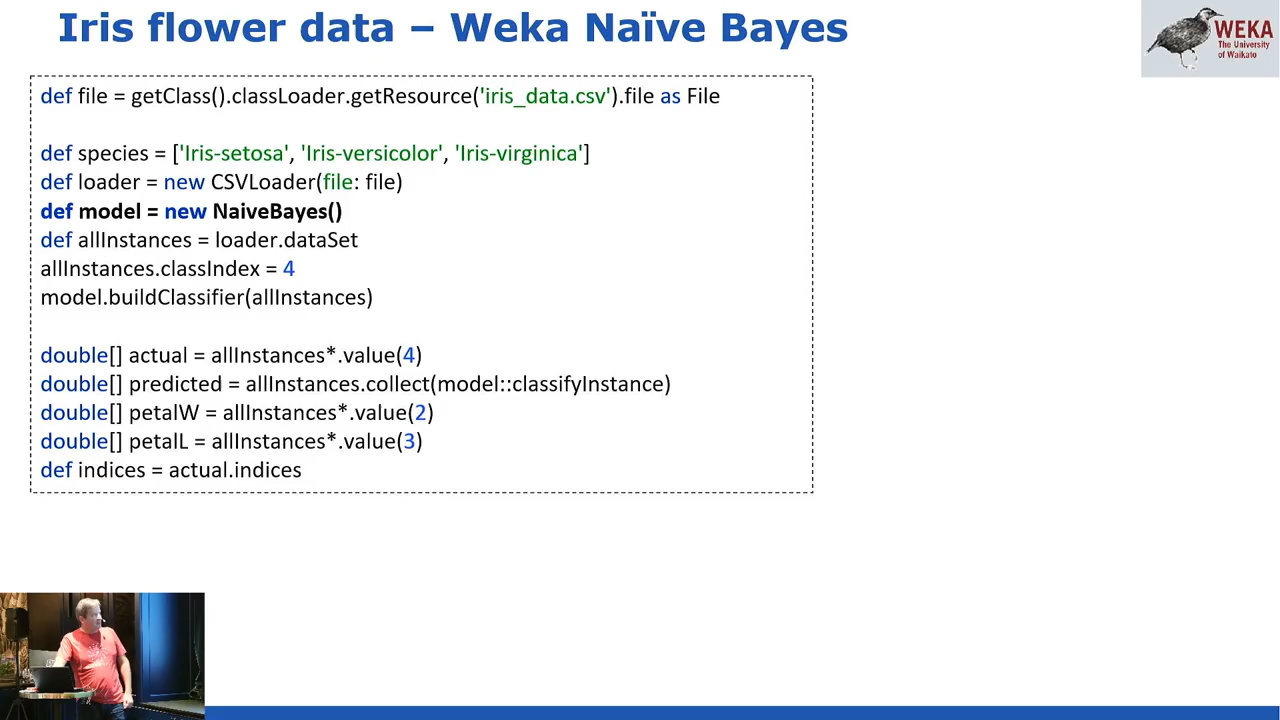 Iris flower data – Weka Naïve Bayes
WEKA
The University
of Waikato
def file = getClass().classLoader.getResource('iris_data.csv').file as File
def species = ['Iris-setosa', 'Iris-versicolor', 'Iris-virginica']
def loader = new CSVLoader(file: file)
def model = new NaiveBayes()
def allInstances = loader.dataSet
allInstances.classIndex = 4
model.buildClassifier(allInstances)
double[] actual = allInstances*.value(4)
double[] predicted = allInstances.collect(model::classifyInstance)
double[] petalW = allInstances*.value(2)
double[] petalL = allInstances*.value(3)
def indices = actual.indices